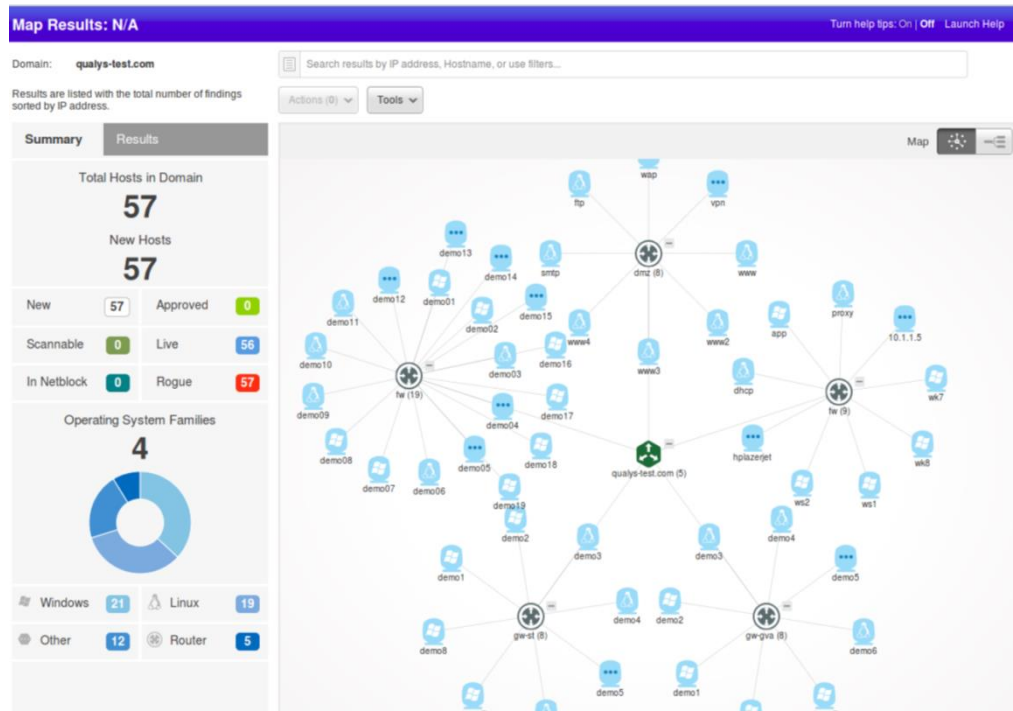 Map Results: N/A
Turn help tips: On | Off Launch Help
Domain: qualys-test.com
Search results by IP address, Hostname, or use filters...
Results are listed with the total number of findings
sorted by IP address.
Actions (0)
Tools
Summary
Results
Map
Total Hosts in Domain
57
New Hosts
57
New 57
Approved 0
Scannable 0
Live 56
In Netblock 0
Rogue 57
Operating System Families
4
Windows 21
Linux 19
Other 12
Router 5
wap
ftp
vpn
demo13
smtp
dmz (8)
www
demo14
demo12
demo01
demo15
demo11
demo02
www4
www2
app
proxy
10.1.1.5
demo10
demo16
demo03
www3
dhcp
fw (19)
fw (9)
wk7
demo09
demo17
demo04
demo08
demo05
demo18
qualys-test.com (5)
hplazerjet
wk8
demo07
demo06
demo19
ws2
ws1
demo2
demo3
demo3
demo4
demo1
demo5
gw-st (8)
demo4
demo2
gw-gva (8)
demo8
demo6
demo5
demo1